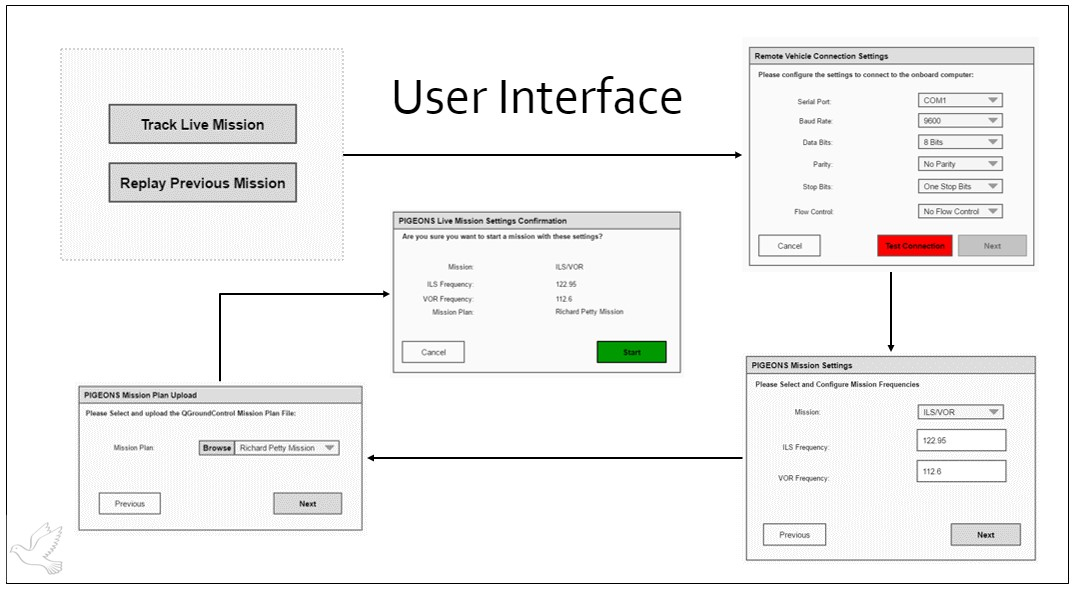 User Interface
Track Live Mission
Replay Previous Mission
Remote Vehicle Connection Settings
Please configure the settings to connect to the onboard computer:
Serial Port: COM1
Baud Rate: 9600
Data Bits: 8 Bits
Parity: No Parity
Stop Bits: One Stop Bits
Flow Control: No Flow Control
Cancel Test Connection Next
PIGEONS Mission Settings
Please Select and Configure Mission Frequencies
Mission: ILS/VOR
ILS Frequency: 122.95
VOR Frequency: 112.6
Previous Next
PIGEONS Mission Plan Upload
Please Select and upload the QGroundControl Mission Plan File:
Mission Plan: Browse Richard Petty Mission
Previous Next
PIGEONS Live Mission Settings Confirmation
Are you sure you want to start a mission with these settings?
Mission: ILS/VOR
ILS Frequency: 122.95
VOR Frequency: 112.6
Mission Plan: Richard Petty Mission
Cancel Start